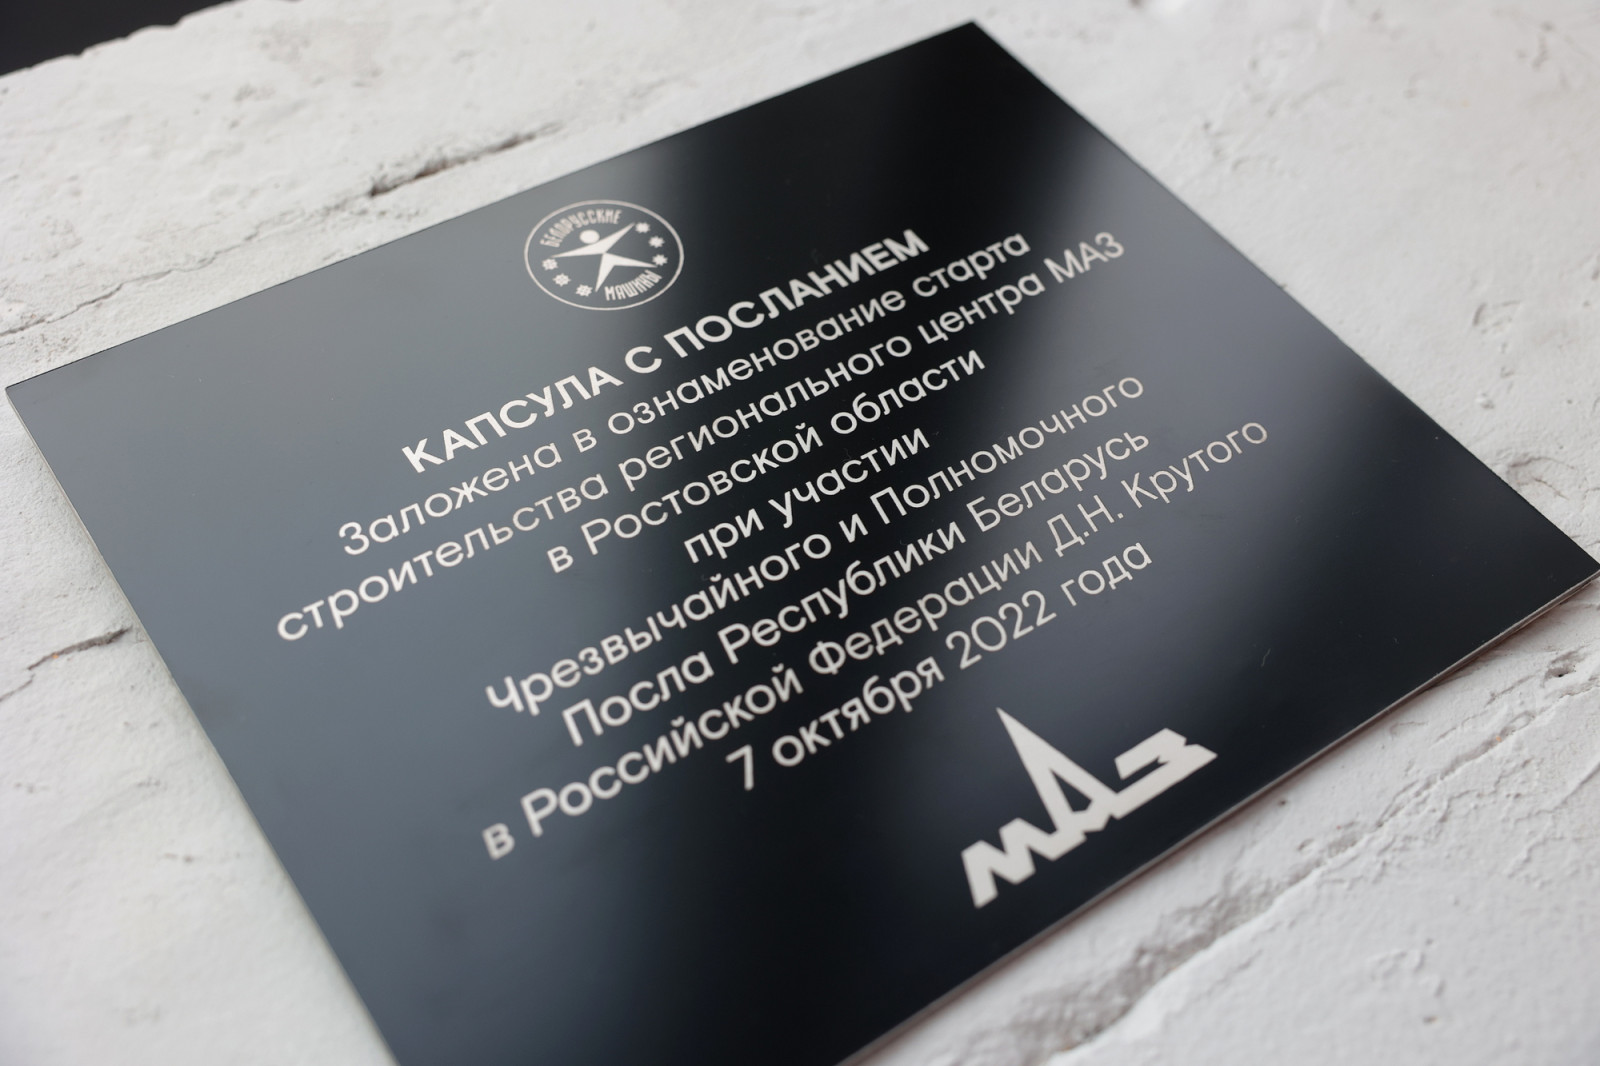 БЕЛОРУССКИЕ
МАШИНЫ
КАПСУЛА С ПОСЛАНИЕМ
Заложена в ознаменование старта
строительства регионального центра МАЗ
в Ростовской области
при участии
Чрезвычайного и Полномочного
Посла Республики Беларусь
в Российской Федерации Д.Н. Крутого
7 октября 2022 года
МАЗ